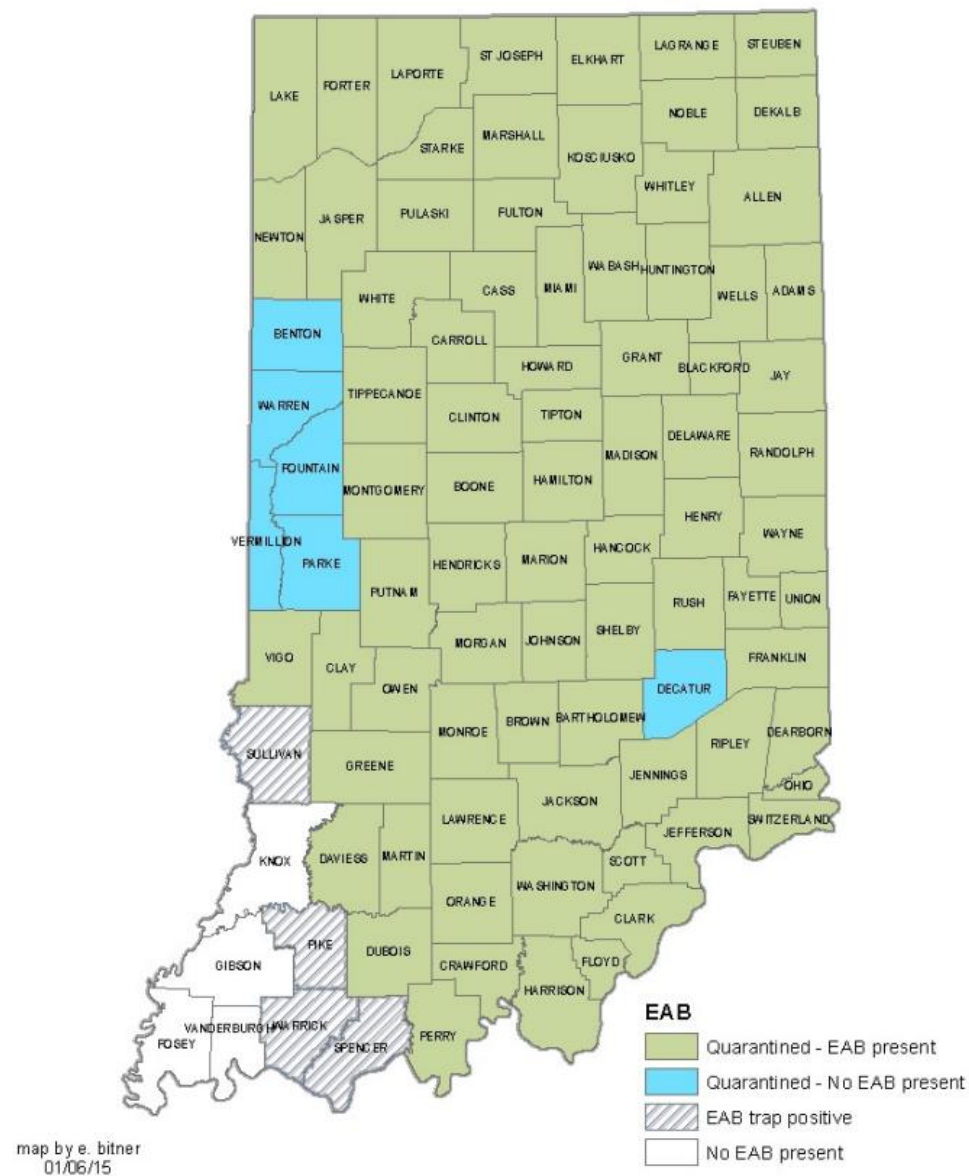 ST JOSEPH
ELKHART
LAGRANGE
STEUBEN
LAKE
PORTER
LAPORTE
NOBLE
DEKALB
STARKE
MARSHALL
KOSCIUSKO
WHITLEY
ALLEN
NEWTON
JASPER
PULASKI
FULTON
WHITE
CASS
MIAMI
WABASH
HUNTINGTON
WELLS
ADAMS
BENTON
CARROLL
HOWARD
GRANT
BLACKFORD
JAY
WARREN
TIPPECANOE
CLINTON
TIPTON
MADISON
DELAWARE
RANDOLPH
FOUNTAIN
MONTGOMERY
BOONE
HAMILTON
HENRY
WAYNE
VERMILLION
PARKE
PUTNAM
HENDRICKS
MARION
HANCOCK
RUSH
FAYETTE
UNION
VIGO
CLAY
OWEN
MORGAN
JOHNSON
SHELBY
FRANKLIN
DECATUR
SULLIVAN
GREENE
MONROE
BROWN
BARTHOLOMEW
JENNINGS
RIPLEY
DEARBORN
OHIO
KNOX
DAVIESS
MARTIN
LAWRENCE
JACKSON
JEFFERSON
SWITZERLAND
SCOTT
WASHINGTON
ORANGE
CLARK
GIBSON
PIKE
DUBOIS
CRAWFORD
HARRISON
FLOYD
POSEY
VANDERBURGH
WARRICK
SPENCER
PERRY
EAB
Quarantined - EAB present
Quarantined - No EAB present
EAB trap positive
No EAB present
map by e. bitner
01/06/15